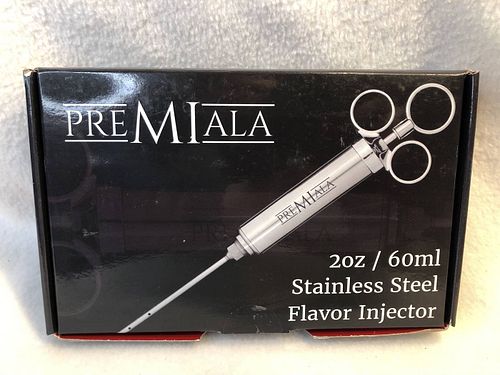 PREMIALA
PREMIALA
2oz / 60ml
Stainless Steel
Flavor Injector